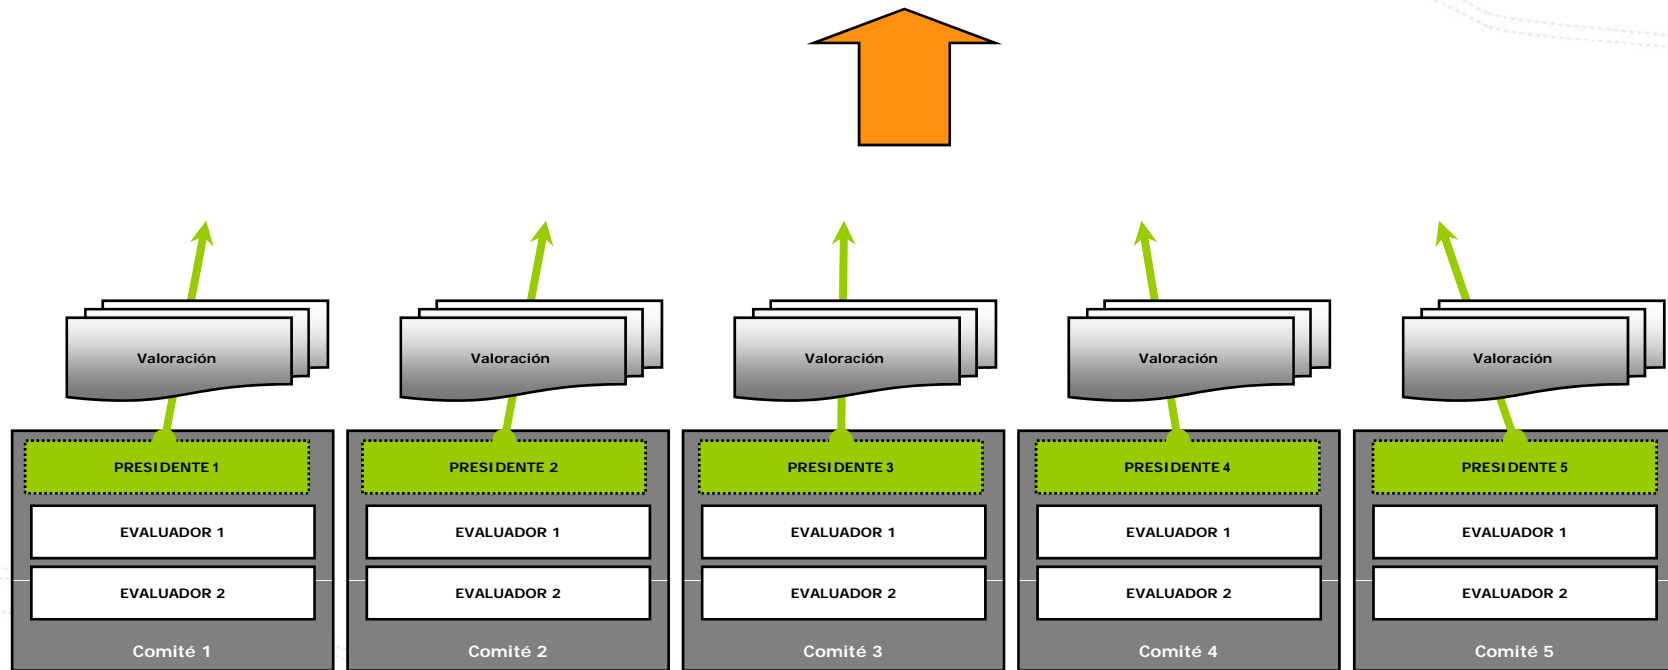 Valoración
Valoración
Valoración
Valoración
Valoración
PRESIDENTE 1
PRESIDENTE 2
PRESIDENTE 3
PRESIDENTE 4
PRESIDENTE 5
EVALUADOR 1
EVALUADOR 1
EVALUADOR 1
EVALUADOR 1
EVALUADOR 1
EVALUADOR 2
EVALUADOR 2
EVALUADOR 2
EVALUADOR 2
EVALUADOR 2
Comité 1
Comité 2
Comité 3
Comité 4
Comité 5